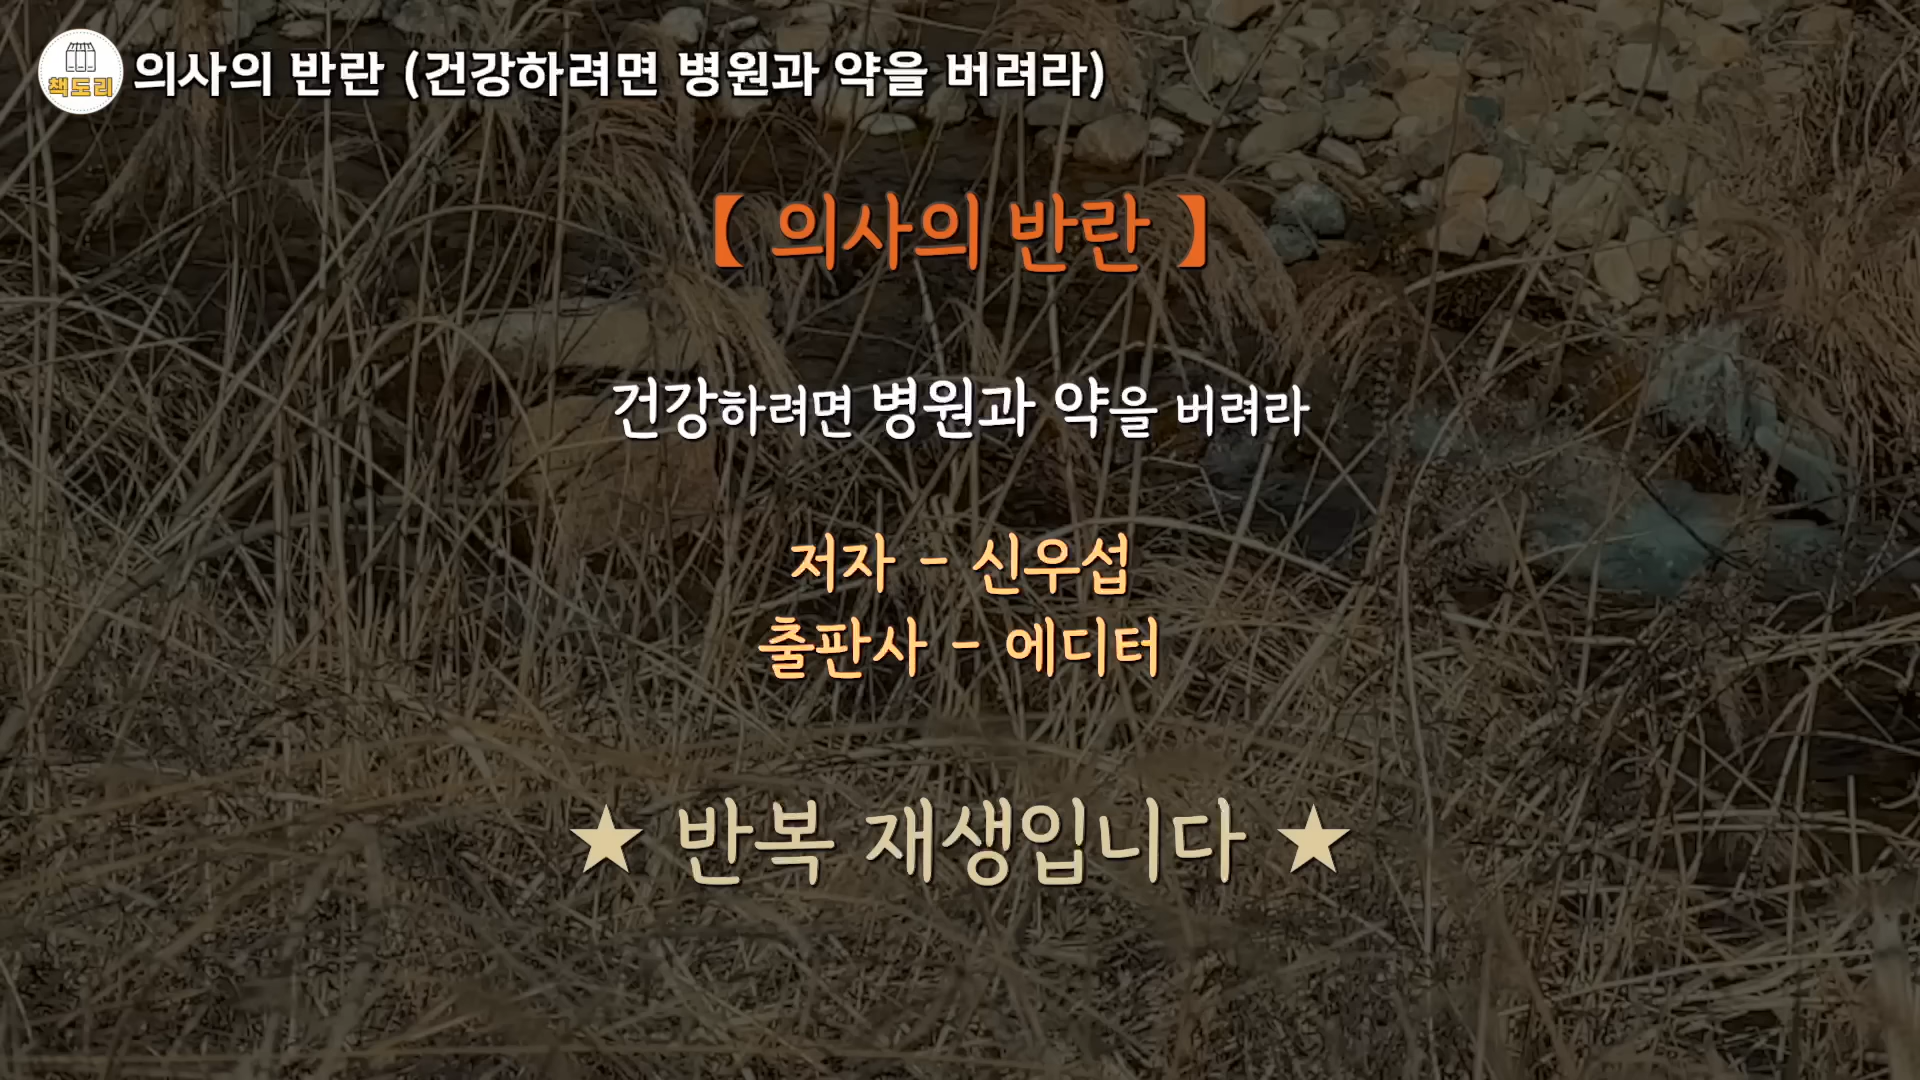 책도리
의사의 반란 (건강하려면 병원과 약을 버려라)
【 의사의 반란 】
건강하려면 병원과 약을 버려라
저자 - 신우섭
출판사 - 에디터
★ 반복 재생입니다 ★